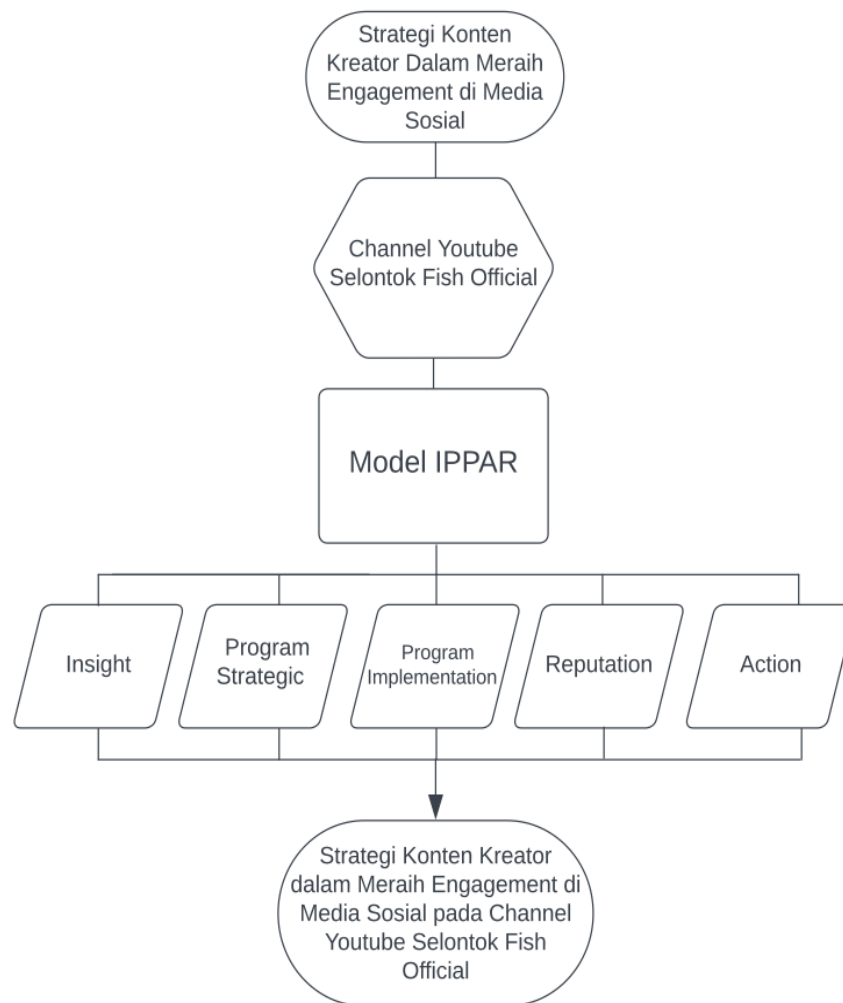 Strategi Konten
Kreator Dalam Meraih
Engagement di Media
Sosial
Channel Youtube
Selontok Fish Official
Model IPPAR
Insight
Program
Strategic
Program
Implementation
Reputation
Action
Strategi Konten Kreator
dalam Meraih Engagement di
Media Sosial pada Channel
Youtube Selontok Fish
Official